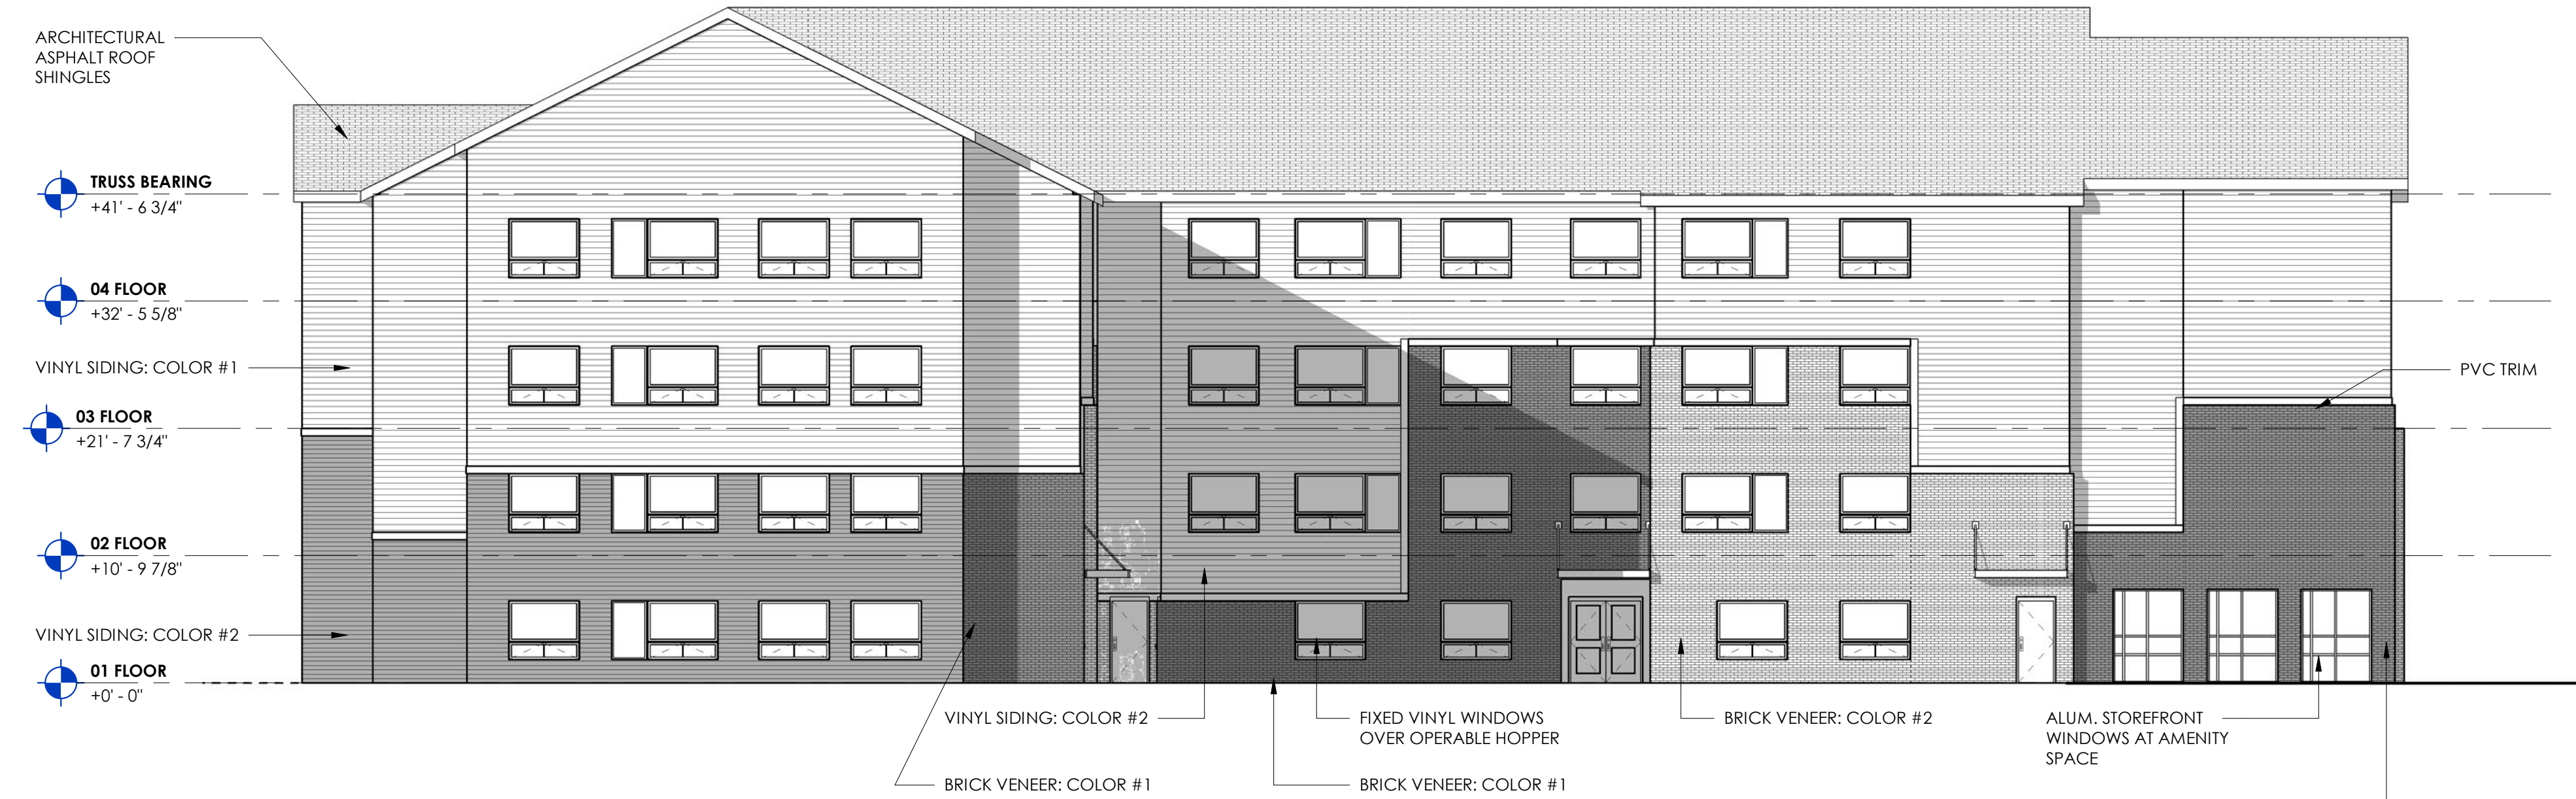 ARCHITECTURAL
ASPHALT ROOF
SHINGLES
TRUSS BEARING
+41' - 6 3/4"
04 FLOOR
+32' - 5 5/8"
VINYL SIDING: COLOR #1
PVC TRIM
03 FLOOR
+21' - 7 3/4"
02 FLOOR
+10' - 9 7/8"
VINYL SIDING: COLOR #2
01 FLOOR
+0' - 0"
VINYL SIDING: COLOR #2
FIXED VINYL WINDOWS
OVER OPERABLE HOPPER
BRICK VENEER: COLOR #2
ALUM. STOREFRONT
WINDOWS AT AMENITY
SPACE
BRICK VENEER: COLOR #1
BRICK VENEER: COLOR #1